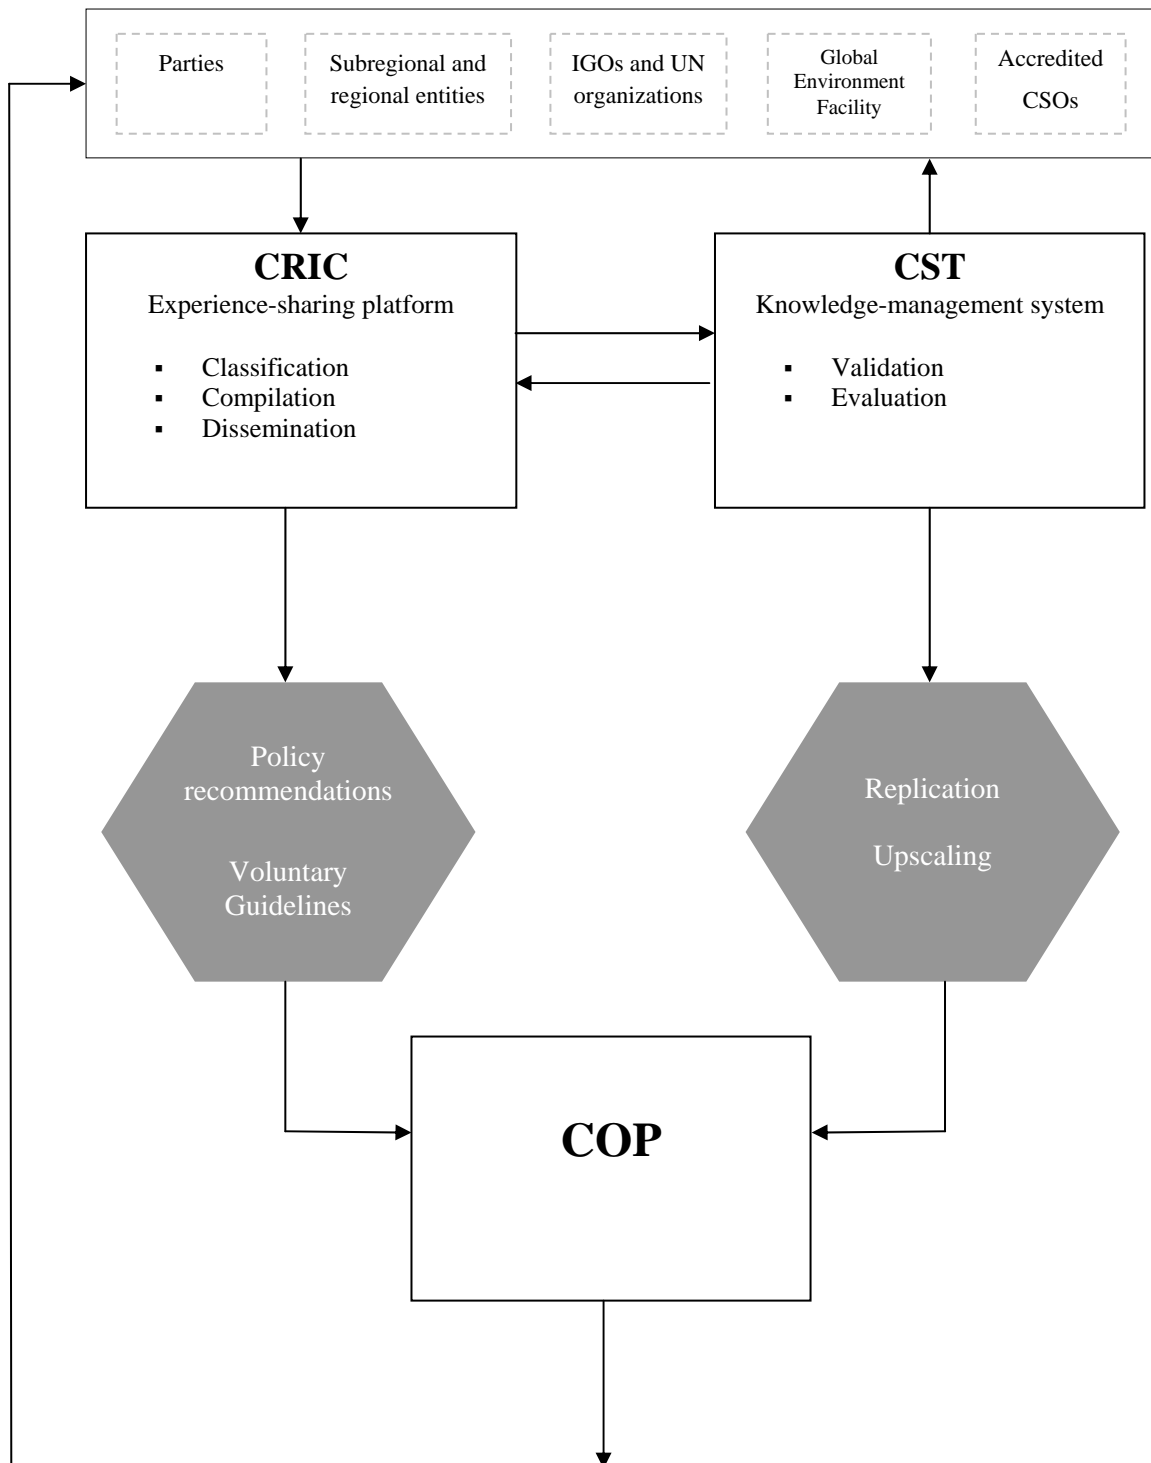 Parties
Subregional and
regional entities
IGOs and UN
organizations
Global
Environment
Facility
Accredited
CSOs
CRIC
Experience-sharing platform
▪ Classification
▪ Compilation
▪ Dissemination
CST
Knowledge-management system
▪ Validation
▪ Evaluation
Policy
recommendations
Voluntary
Guidelines
Replication
Upscaling
COP